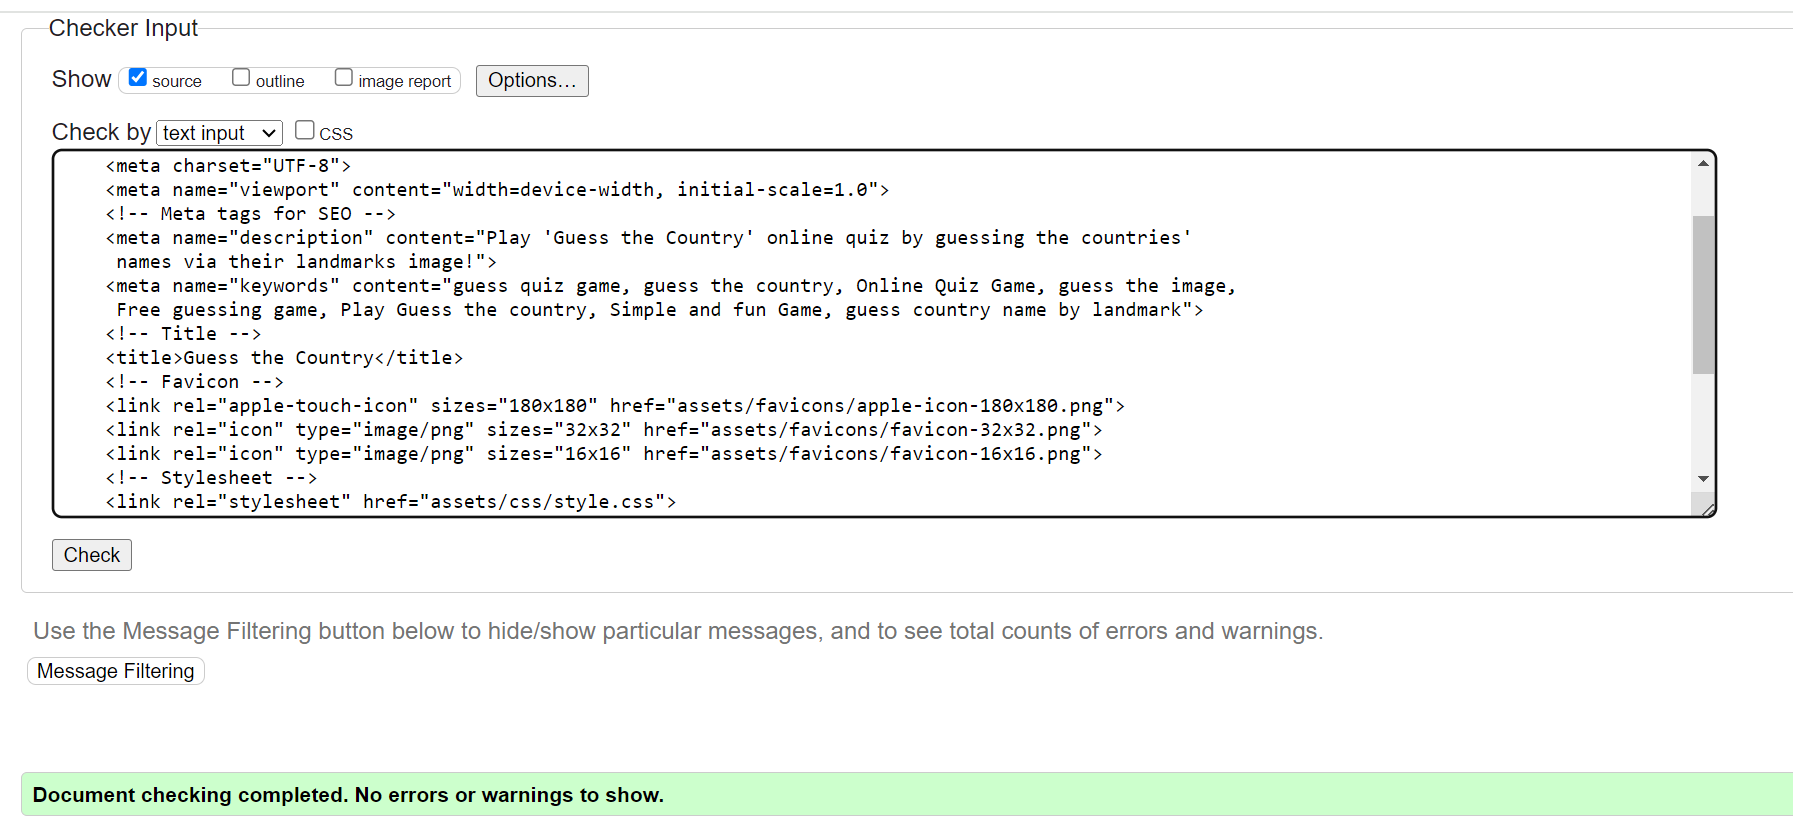 Checker Input
Show source outline image report Options...
Check by text input CSS
<meta charset="UTF-8">
<meta name="viewport" content="width=device-width, initial-scale=1.0">
<!-- Meta tags for SEO -->
<meta name="description" content="Play 'Guess the Country' online quiz by guessing the countries'
names via their landmarks image!">
<meta name="keywords" content="guess quiz game, guess the country, Online Quiz Game, guess the image,
Free guessing game, Play Guess the country, Simple and fun Game, guess country name by landmark">
<!-- Title -->
<title>Guess the Country</title>
<!-- Favicon -->
<link rel="apple-touch-icon" sizes="180x180" href="assets/favicons/apple-icon-180x180.png">
<link rel="icon" type="image/png" sizes="32x32" href="assets/favicons/favicon-32x32.png">
<link rel="icon" type="image/png" sizes="16x16" href="assets/favicons/favicon-16x16.png">
<!-- Stylesheet -->
<link rel="stylesheet" href="assets/css/style.css">
Check
Use the Message Filtering button below to hide/show particular messages, and to see total counts of errors and warnings.
Message Filtering
Document checking completed. No errors or warnings to show.